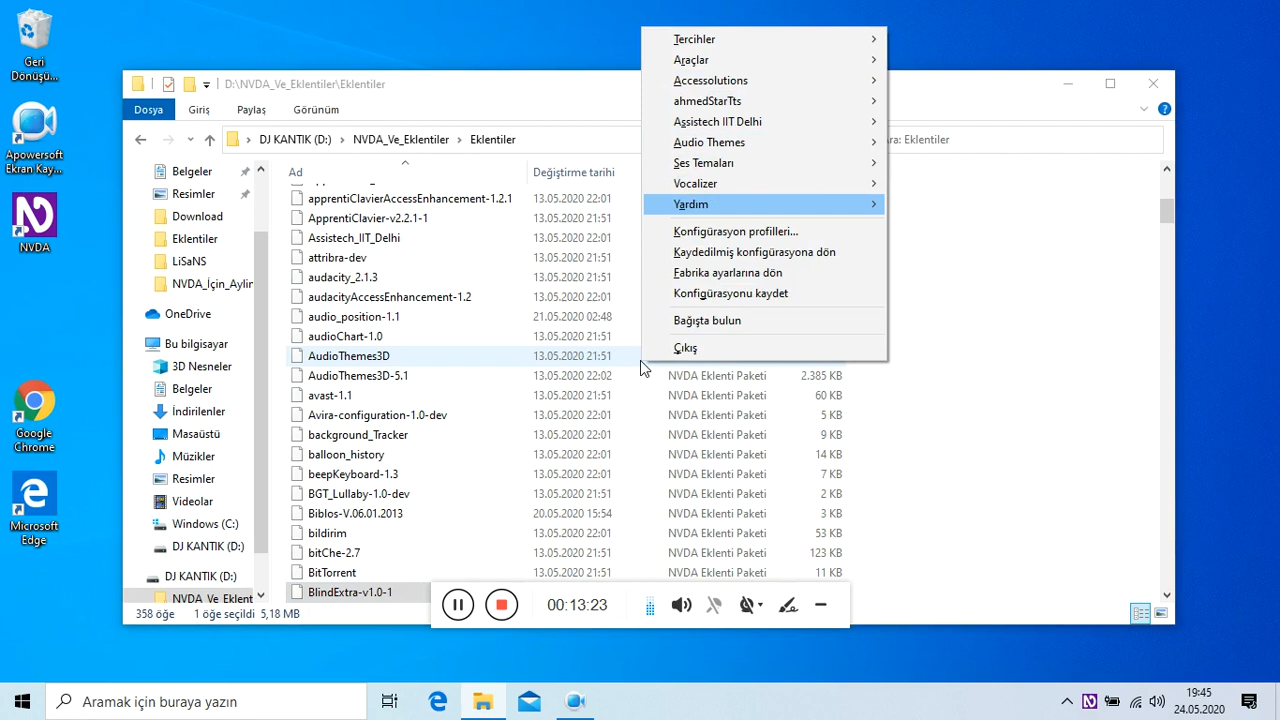 Geri
Dönüşü...
Apowersoft
Ekran Kay...
NVDA
Google
Chrome
Microsoft
Edge
D:\NVDA_Ve_Eklentiler\Eklentiler
Dosya
Giriş
Paylaş
Görünüm
DJ KANTIK (D:)
NVDA_Ve_Eklentiler
Eklentiler
Ara: Eklentiler
Belgeler
Resimler
Download
Eklentiler
LiSaNS
NVDA_İçin_Aylin
OneDrive
Bu bilgisayar
3D Nesneler
Belgeler
İndirilenler
Masaüstü
Müzikler
Resimler
Videolar
Windows (C:)
DJ KANTIK (D:)
DJ KANTIK (D:)
NVDA_Ve_Eklent
Ad Değiştirme tarihi
apprentiClavierAccessEnhancement-1.2.1 13.05.2020 22:01
ApprentiClavier-v2.2.1-1 13.05.2020 21:51
Assistech_IIT_Delhi 13.05.2020 22:01
attribra-dev 13.05.2020 21:51
audacity_2.1.3 13.05.2020 21:51
audacityAccessEnhancement-1.2 13.05.2020 22:01
audio_position-1.1 21.05.2020 02:48
audioChart-1.0 13.05.2020 21:51
AudioThemes3D 13.05.2020 21:51
AudioThemes3D-5.1 13.05.2020 22:02 NVDA Eklenti Paketi 2.385 KB
avast-1.1 13.05.2020 21:51 NVDA Eklenti Paketi 60 KB
Avira-configuration-1.0-dev 13.05.2020 22:01 NVDA Eklenti Paketi 5 KB
background_Tracker 13.05.2020 22:01 NVDA Eklenti Paketi 9 KB
balloon_history 13.05.2020 22:01 NVDA Eklenti Paketi 14 KB
beepKeyboard-1.3 13.05.2020 22:01 NVDA Eklenti Paketi 7 KB
BGT_Lullaby-1.0-dev 13.05.2020 21:51 NVDA Eklenti Paketi 2 KB
Biblos-V.06.01.2013 20.05.2020 15:54 NVDA Eklenti Paketi 3 KB
bildirim 13.05.2020 22:01 NVDA Eklenti Paketi 53 KB
bitChe-2.7 13.05.2020 21:51 NVDA Eklenti Paketi 123 KB
BitTorrent 13.05.2020 21:51 NVDA Eklenti Paketi 11 KB
BlindExtra-v1.0-1
358 öğe 1 öğe seçildi 5,18 MB
Tercihler
Araçlar
Accessolutions
ahmedStarTts
Assistech IIT Delhi
Audio Themes
Ses Temaları
Vocalizer
Yardım
Konfigürasyon profilleri...
Kaydedilmiş konfigürasyona dön
Fabrika ayarlarına dön
Konfigürasyonu kaydet
Bağışta bulun
Çıkış
00:13:23
Aramak için buraya yazın
19:45
24.05.2020